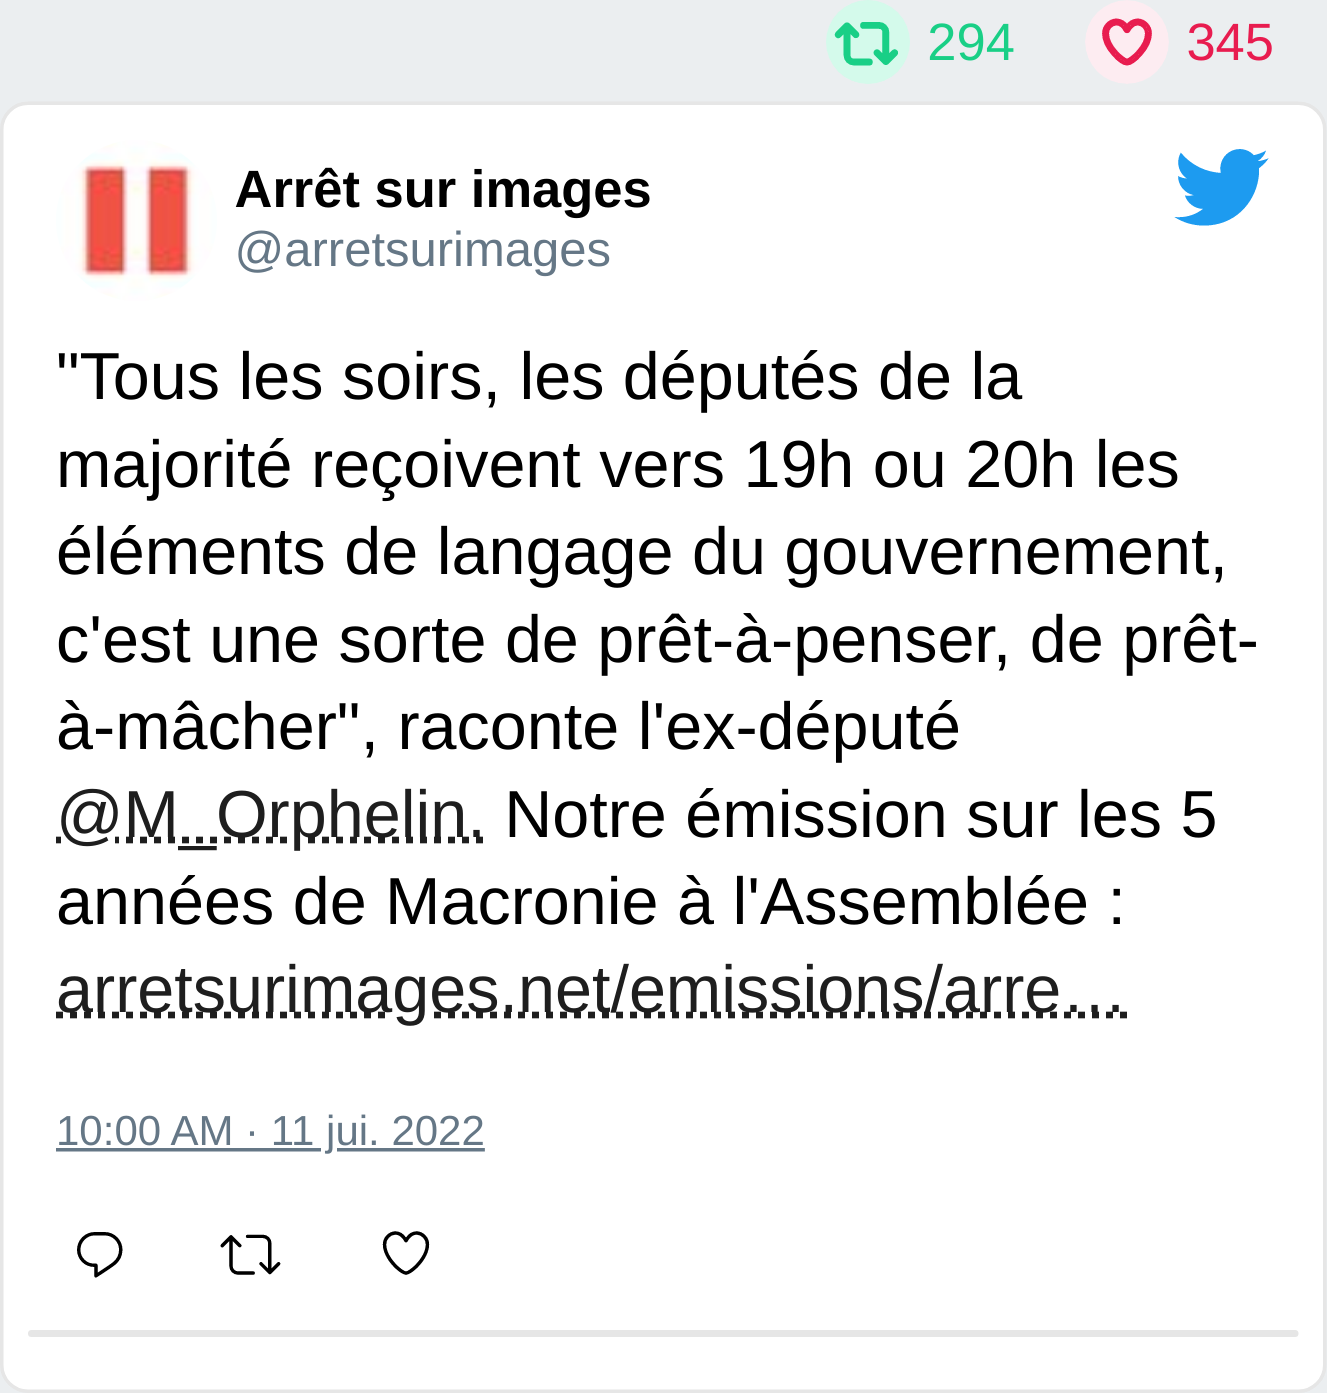 294 345
Arrêt sur images
@arretsurimages
"Tous les soirs, les députés de la
majorité reçoivent vers 19h ou 20h les
éléments de langage du gouvernement,
c'est une sorte de prêt-à-penser, de prêt-
à-mâcher", raconte l'ex-député
@M_Orphelin. Notre émission sur les 5
années de Macronie à l'Assemblée :
arretsurimages.net/emissions/arre…
10:00 AM · 11 jui. 2022